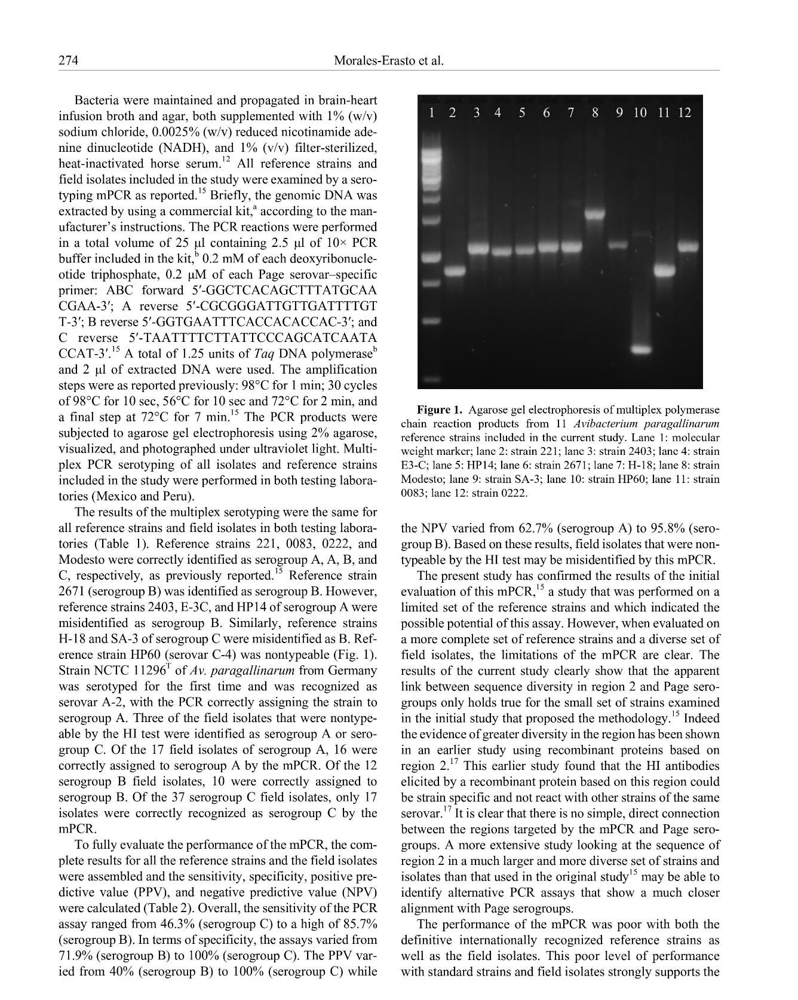 274
Morales-Erasto et al.
Bacteria were maintained and propagated in brain-heart
infusion broth and agar, both supplemented with 1% (w/v)
sodium chloride, 0.0025% (w/v) reduced nicotinamide ade-
nine dinucleotide (NADH), and 1% (v/v) filter-sterilized,
heat-inactivated horse serum.12 All reference strains and
field isolates included in the study were examined by a sero-
typing mPCR as reported.15 Briefly, the genomic DNA was
extracted by using a commercial kit,a according to the man-
ufacturer's instructions. The PCR reactions were performed
in a total volume of 25 µl containing 2.5 µl of 10× PCR
buffer included in the kit,b 0.2 mM of each deoxyribonucle-
otide triphosphate, 0.2 µM of each Page serovar–specific
primer: ABC forward 5′-GGCTCACAGCTTTATGCAA
CGAA-3′; A reverse 5′-CGCGGGATTGTTGATTTTGT
T-3′; B reverse 5′-GGTGAATTTCACCACACCAC-3′; and
C reverse 5′-TAATTTTCTTATTCCCAGCATCAATA
CCAT-3′.15 A total of 1.25 units of Taq DNA polymeraseb
and 2 µl of extracted DNA were used. The amplification
steps were as reported previously: 98°C for 1 min; 30 cycles
of 98°C for 10 sec, 56°C for 10 sec and 72°C for 2 min, and
a final step at 72°C for 7 min.15 The PCR products were
subjected to agarose gel electrophoresis using 2% agarose,
visualized, and photographed under ultraviolet light. Multi-
plex PCR serotyping of all isolates and reference strains
included in the study were performed in both testing labora-
tories (Mexico and Peru).
The results of the multiplex serotyping were the same for
all reference strains and field isolates in both testing labora-
tories (Table 1). Reference strains 221, 0083, 0222, and
Modesto were correctly identified as serogroup A, A, B, and
C, respectively, as previously reported.15 Reference strain
2671 (serogroup B) was identified as serogroup B. However,
reference strains 2403, E-3C, and HP14 of serogroup A were
misidentified as serogroup B. Similarly, reference strains
H-18 and SA-3 of serogroup C were misidentified as B. Ref-
erence strain HP60 (serovar C-4) was nontypeable (Fig. 1).
Strain NCTC 11296T of Av. paragallinarum from Germany
was serotyped for the first time and was recognized as
serovar A-2, with the PCR correctly assigning the strain to
serogroup A. Three of the field isolates that were nontype-
able by the HI test were identified as serogroup A or sero-
group C. Of the 17 field isolates of serogroup A, 16 were
correctly assigned to serogroup A by the mPCR. Of the 12
serogroup B field isolates, 10 were correctly assigned to
serogroup B. Of the 37 serogroup C field isolates, only 17
isolates were correctly recognized as serogroup C by the
mPCR.
To fully evaluate the performance of the mPCR, the com-
plete results for all the reference strains and the field isolates
were assembled and the sensitivity, specificity, positive pre-
dictive value (PPV), and negative predictive value (NPV)
were calculated (Table 2). Overall, the sensitivity of the PCR
assay ranged from 46.3% (serogroup C) to a high of 85.7%
(serogroup B). In terms of specificity, the assays varied from
71.9% (serogroup B) to 100% (serogroup C). The PPV var-
ied from 40% (serogroup B) to 100% (serogroup C) while
1 2 3 4 5 6 7 8 9 10 11 12
Figure 1. Agarose gel electrophoresis of multiplex polymerase
chain reaction products from 11 Avibacterium paragallinarum
reference strains included in the current study. Lane 1: molecular
weight marker; lane 2: strain 221; lane 3: strain 2403; lane 4: strain
E3-C; lane 5: HP14; lane 6: strain 2671; lane 7: H-18; lane 8: strain
Modesto; lane 9: strain SA-3; lane 10: strain HP60; lane 11: strain
0083; lane 12: strain 0222.
the NPV varied from 62.7% (serogroup A) to 95.8% (sero-
group B). Based on these results, field isolates that were non-
typeable by the HI test may be misidentified by this mPCR.
The present study has confirmed the results of the initial
evaluation of this mPCR,15 a study that was performed on a
limited set of the reference strains and which indicated the
possible potential of this assay. However, when evaluated on
a more complete set of reference strains and a diverse set of
field isolates, the limitations of the mPCR are clear. The
results of the current study clearly show that the apparent
link between sequence diversity in region 2 and Page sero-
groups only holds true for the small set of strains examined
in the initial study that proposed the methodology.15 Indeed
the evidence of greater diversity in the region has been shown
in an earlier study using recombinant proteins based on
region 2.17 This earlier study found that the HI antibodies
elicited by a recombinant protein based on this region could
be strain specific and not react with other strains of the same
serovar.17 It is clear that there is no simple, direct connection
between the regions targeted by the mPCR and Page sero-
groups. A more extensive study looking at the sequence of
region 2 in a much larger and more diverse set of strains and
isolates than that used in the original study15 may be able to
identify alternative PCR assays that show a much closer
alignment with Page serogroups.
The performance of the mPCR was poor with both the
definitive internationally recognized reference strains as
well as the field isolates. This poor level of performance
with standard strains and field isolates strongly supports the